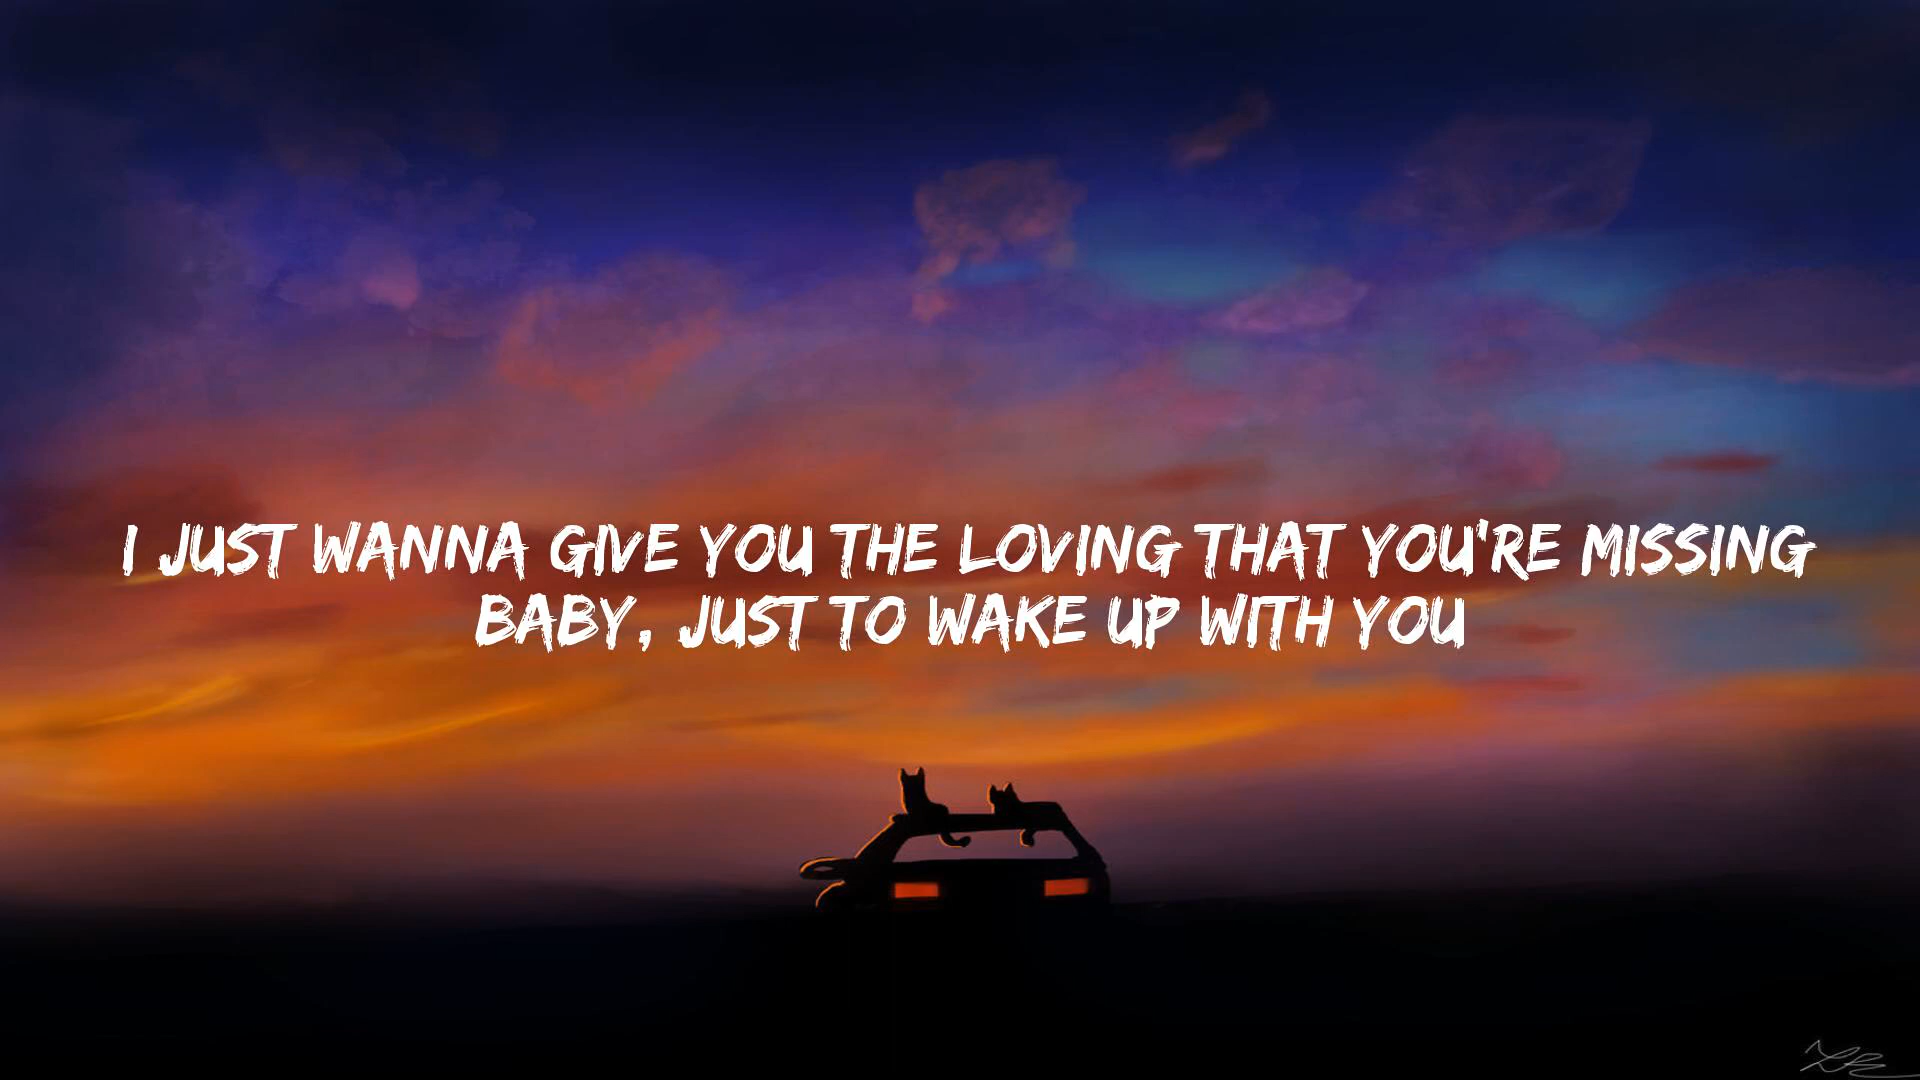 I JUST WANNA GIVE YOU THE LOVING THAT YOU'RE MISSING
BABY, JUST TO WAKE UP WITH YOU